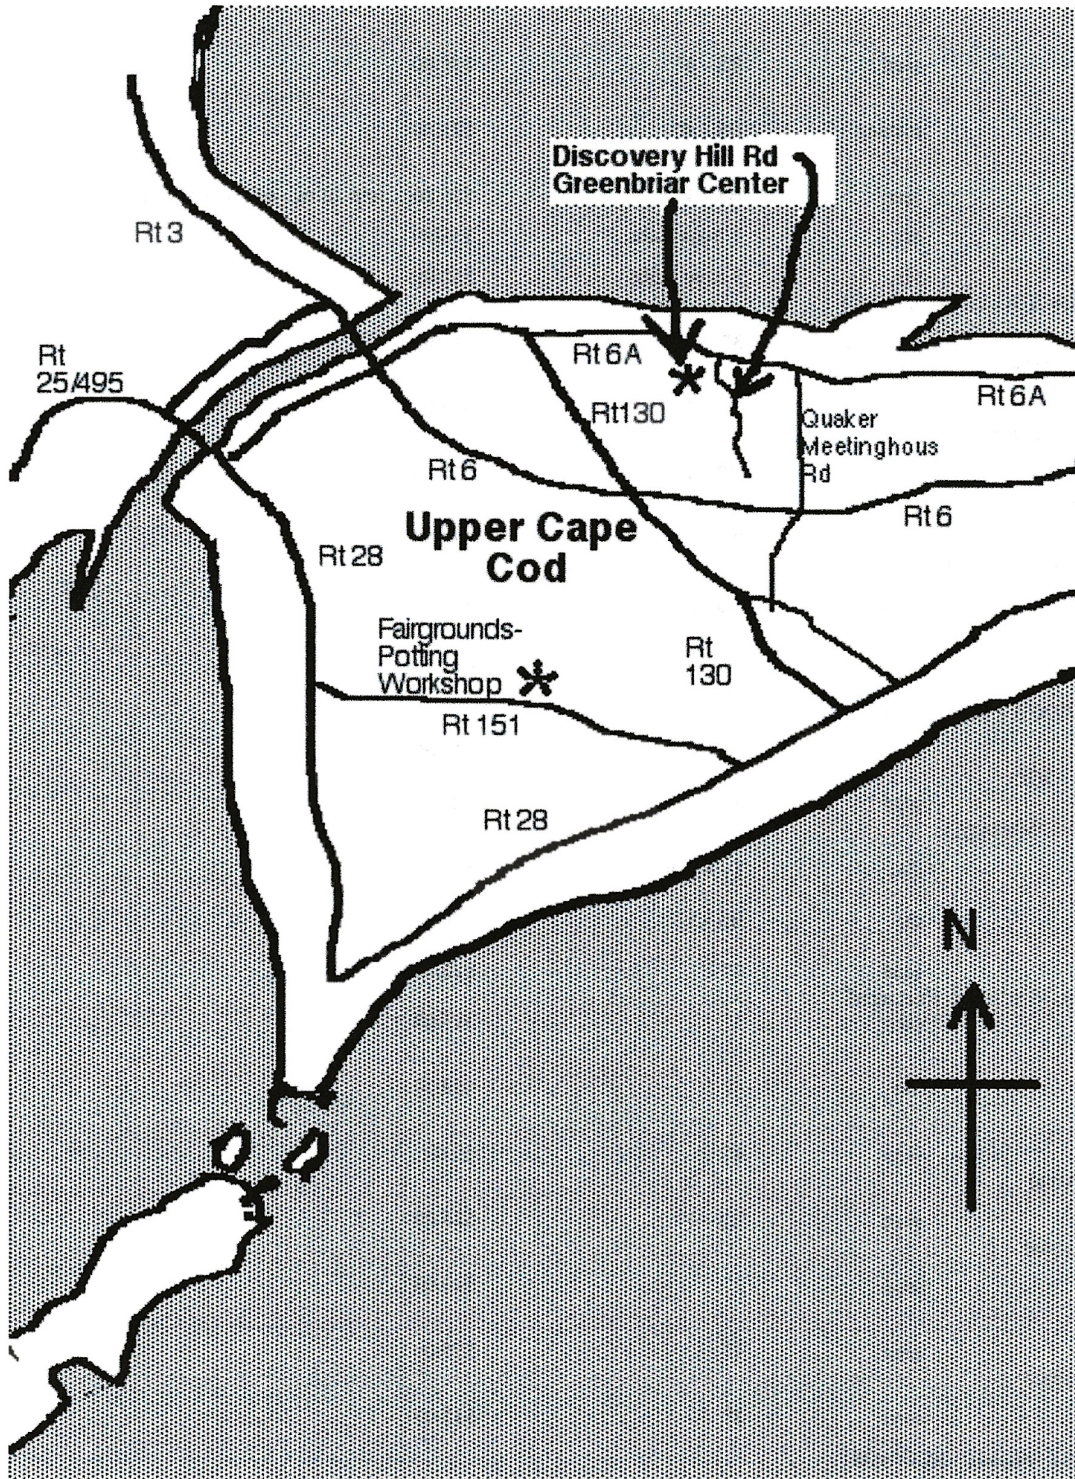 Discovery Hill Rd
Greenbriar Center
Rt 3
Rt
25/495
Rt 6A
Rt 6A
Rt130
Quaker
Meetinghous
Rd
Rt 6
Rt 6
Upper Cape
Cod
Rt 28
Fairgrounds-
Potting
Workshop
Rt
130
Rt 151
Rt 28
N